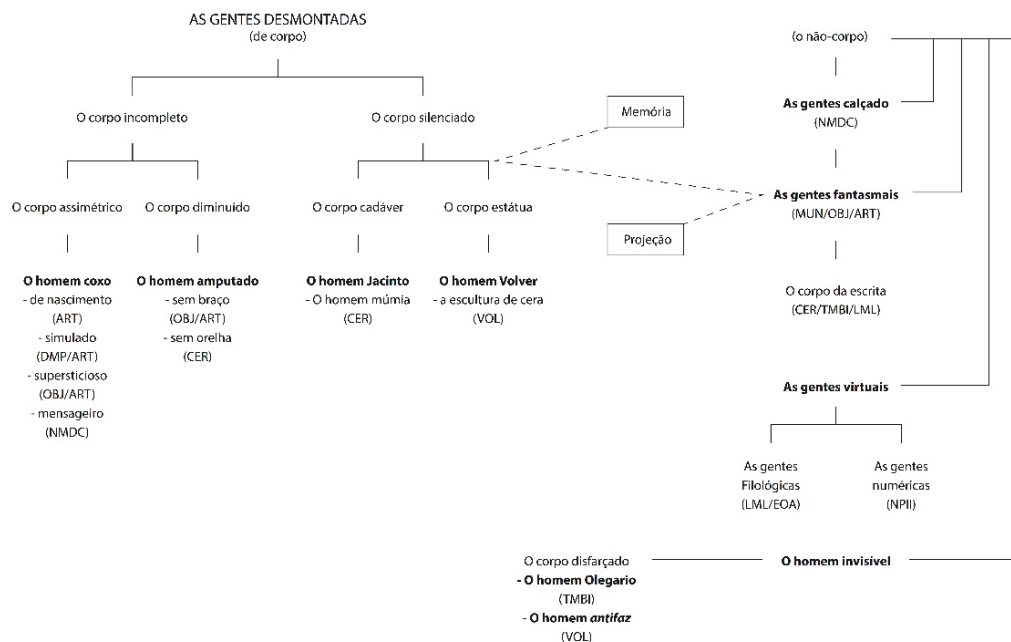 AS GENTES DESMONTADAS
(de corpo)
O corpo incompleto
O corpo silenciado
O corpo assimétrico
O corpo diminuído
O corpo cadáver
O corpo estátua
O homem coxo
- de nascimento
(ART)
- simulado
(DMP/ART)
- supersticioso
(OBJ/ART)
- mensageiro
(NMDC)
O homem amputado
- sem braço
(OBJ/ART)
- sem orelha
(CER)
O homem Jacinto
- O homem múmia
(CER)
O homem Volver
- a escultura de cera
(VOL)
Memória
Projeção
(o não-corpo)
As gentes calçado
(NMDC)
As gentes fantasmais
(MUN/OBJ/ART)
O corpo da escrita
(CER/TMBI/LML)
As gentes virtuais
As gentes
Filológicas
(LML/EOA)
As gentes
numéricas
(NPII)
O corpo disfarçado
- O homem Olegario
(TMBI)
- O homem antifaz
(VOL)
O homem invisível